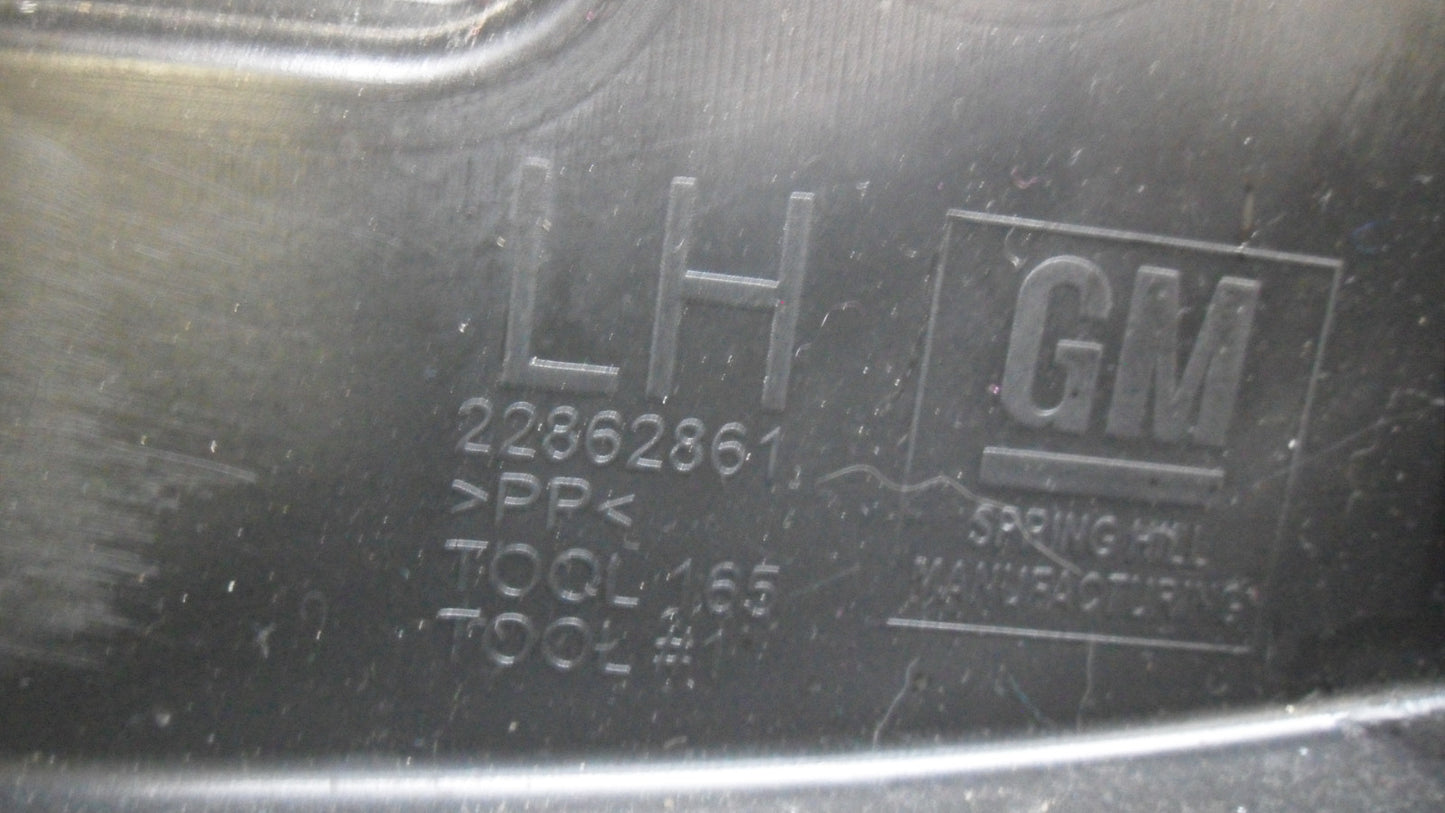 LH
22862861
>PP<
TOOL 165
TOOL #1
GM
SPRING HILL
MANUFACTURING